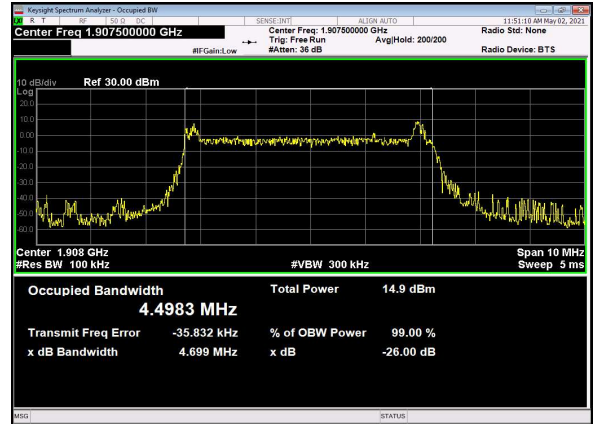 Keysight Spectrum Analyzer - Occupied BW
R T RF 50 Ω DC SENSE:INT ALIGN AUTO 11:51:10 AM May 02, 2021
Center Freq 1.907500000 GHz Center Freq: 1.907500000 GHz Radio Std: None
Trig: Free Run Avg|Hold: 200/200
#IFGain:Low #Atten: 36 dB Radio Device: BTS
10 dB/div Ref 30.00 dBm
Log
20.0
10.0
0.00
-10.0
-20.0
-30.0
-40.0
-50.0
-60.0
Center 1.908 GHz Span 10 MHz
#Res BW 100 kHz #VBW 300 kHz Sweep 5 ms
Occupied Bandwidth Total Power 14.9 dBm
4.4983 MHz
Transmit Freq Error -35.832 kHz % of OBW Power 99.00 %
x dB Bandwidth 4.699 MHz x dB -26.00 dB
MSG STATUS